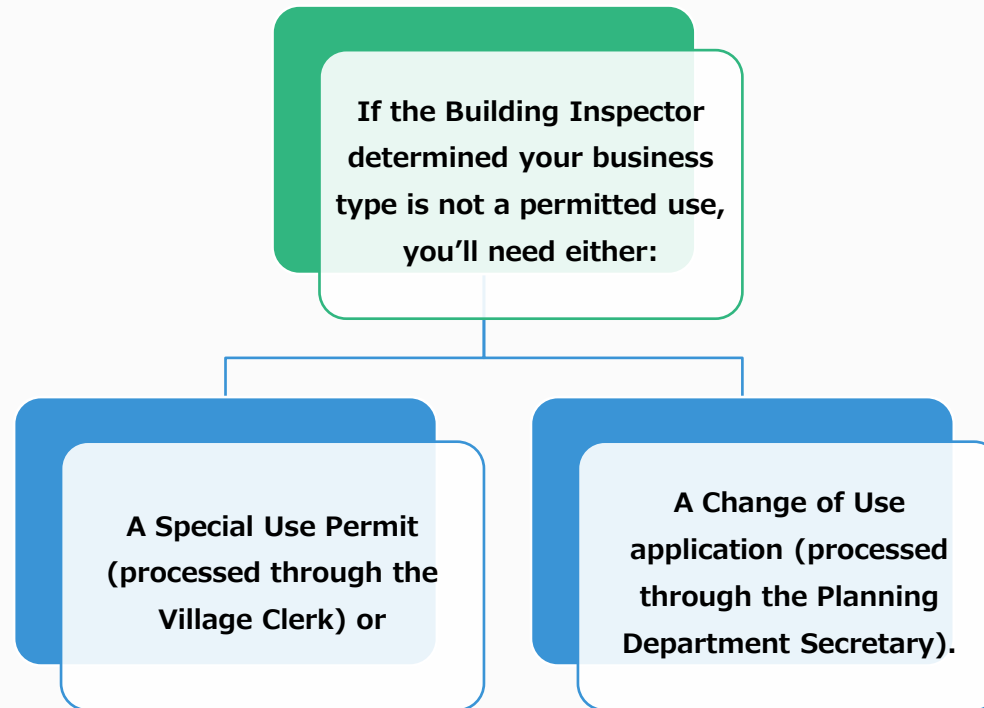 If the Building Inspector
determined your business
type is not a permitted use,
you’ll need either:
A Special Use Permit
(processed through the
Village Clerk) or
A Change of Use
application (processed
through the Planning
Department Secretary).